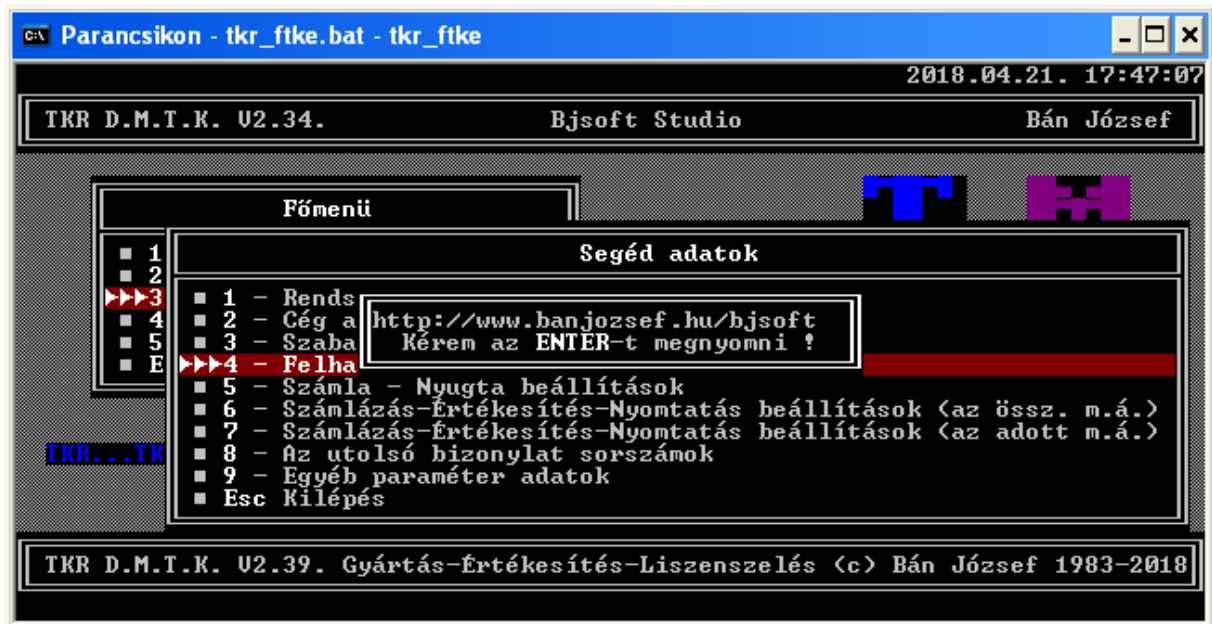 Parancsikon - tkr_ftke.bat - tkr_ftke
2018.04.21. 17:47:07
TKR D.M.T.K. V2.34. Bjsoft Studio Bán József
Főmenü
Segéd adatok
1
2
►►►3
4
5
E
■ 1 - Rends
■ 2 - Cég a
■ 3 - Szaba
►►►4 - Felha
http://www.banjozsef.hu/bjsoft
Kérem az ENTER-t megnyomni !
■ 5 - Számla - Nyugta beállítások
■ 6 - Számlázás-Értékesítés-Nyomtatás beállítások (az össz. m.á.)
■ 7 - Számlázás-Értékesítés-Nyomtatás beállítások (az adott m.á.)
■ 8 - Az utolsó bizonylat sorszámok
■ 9 - Egyéb paraméter adatok
■ Esc Kilépés
TKR...TK
TKR D.M.T.K. V2.39. Gyártás-Értékesítés-Liszenszelés (c) Bán József 1983-2018